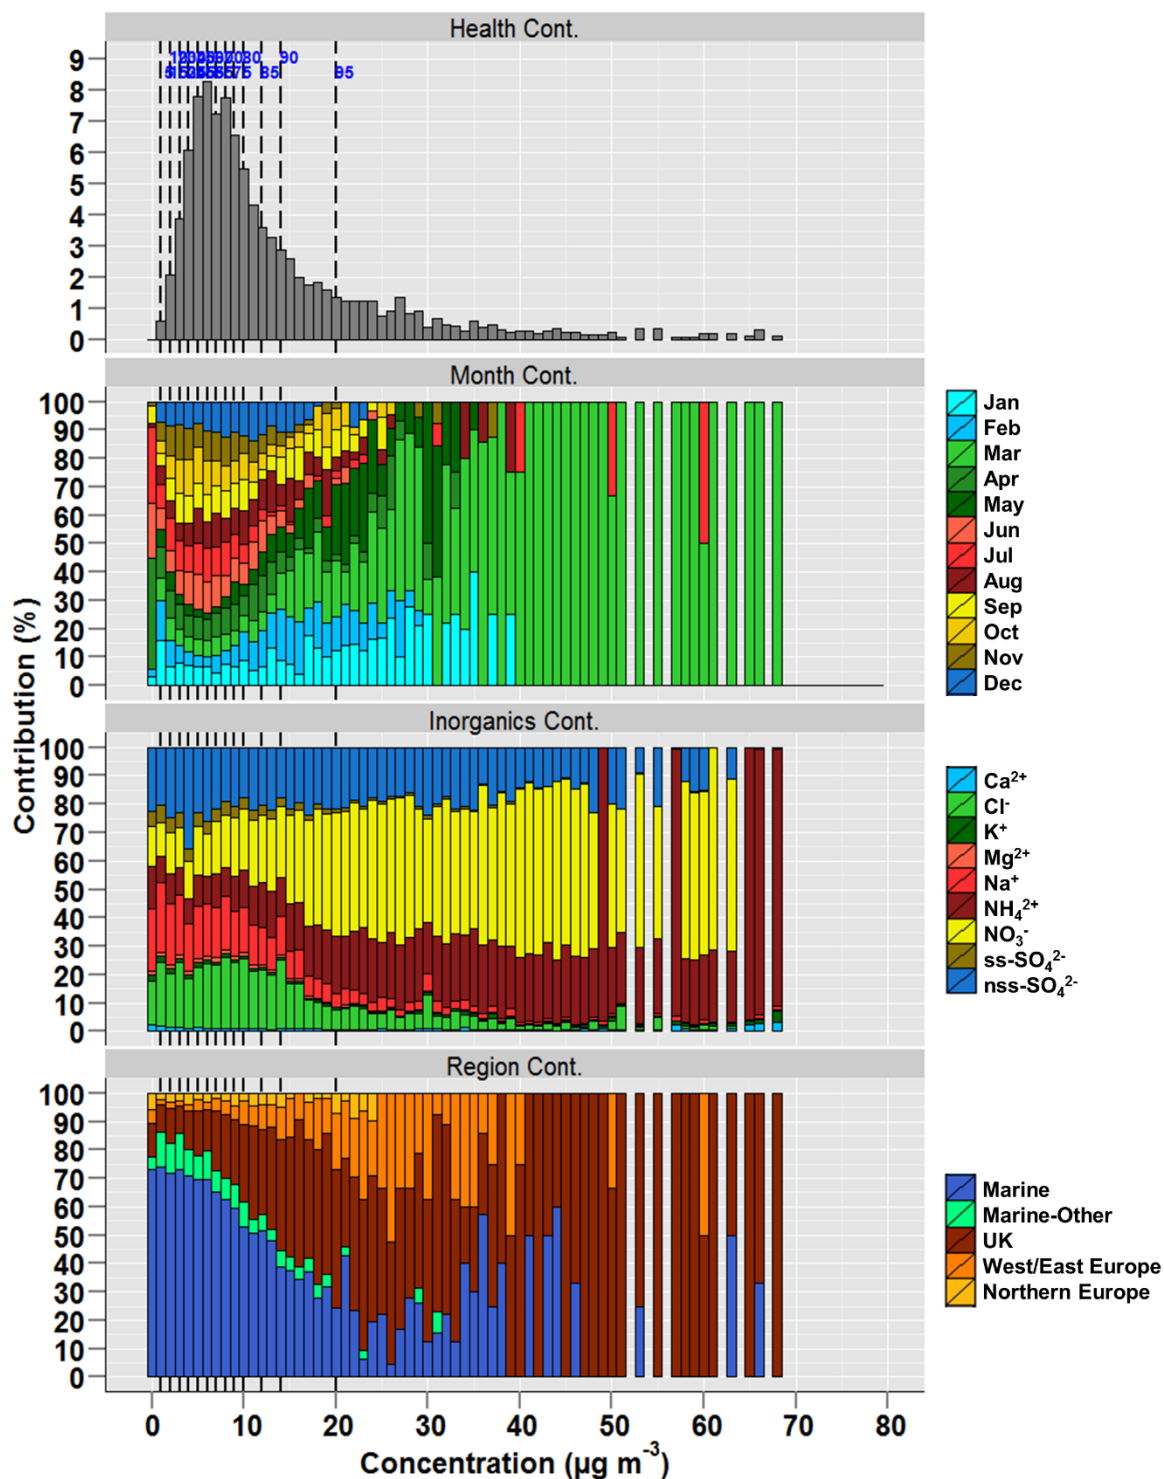 Health Cont.
9
8
7
6
5
4
3
2
1
0
90
85
95
Month Cont.
100
90
80
70
60
50
40
30
20
10
0
Jan
Feb
Mar
Apr
May
Jun
Jul
Aug
Sep
Oct
Nov
Dec
Contribution (%)
Inorganics Cont.
100
90
80
70
60
50
40
30
20
10
0
Ca²⁺
Cl⁻
K⁺
Mg²⁺
Na⁺
NH₄²⁺
NO₃⁻
ss-SO₄²⁻
nss-SO₄²⁻
Region Cont.
100
90
80
70
60
50
40
30
20
10
0
Marine
Marine-Other
UK
West/East Europe
Northern Europe
0 10 20 30 40 50 60 70 80
Concentration (μg m⁻³)